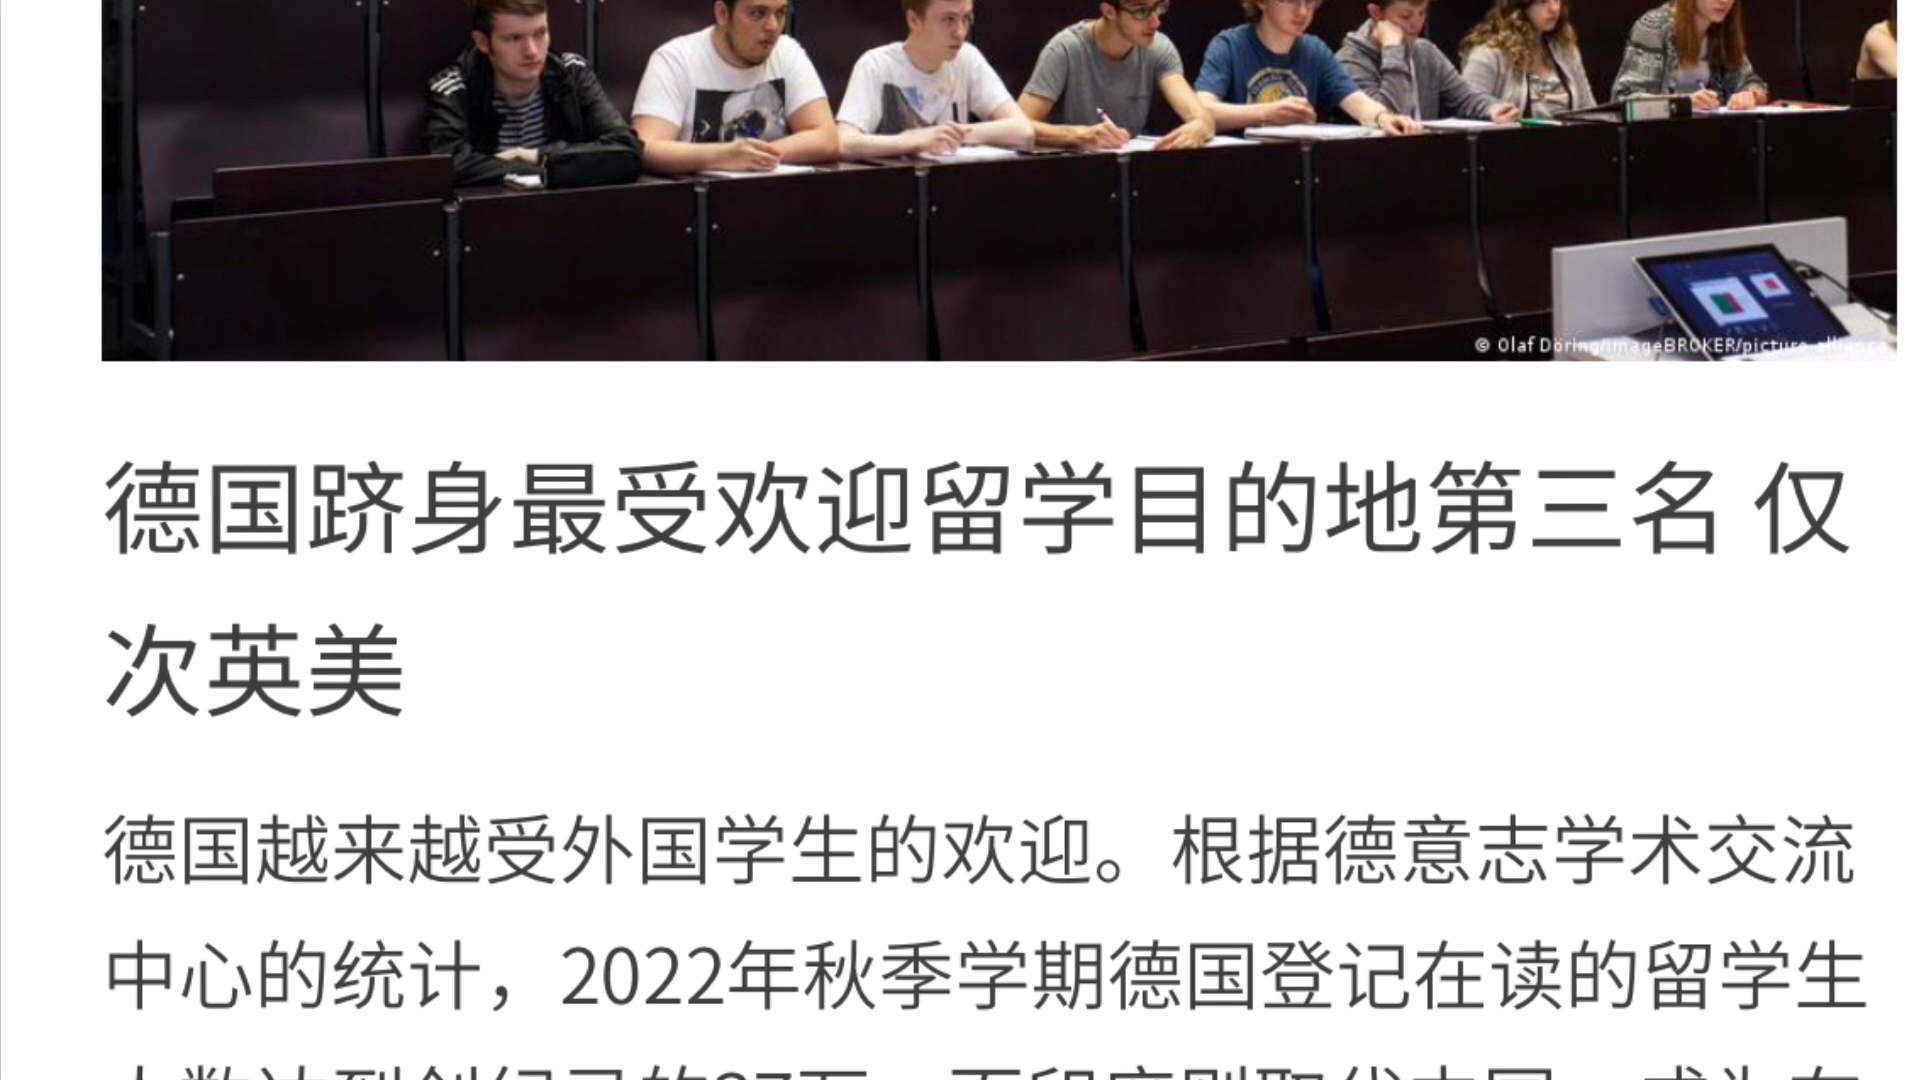 © Olaf Döring/imageBROKER/picture alliance
德国跻身最受欢迎留学目的地第三名 仅
次英美
德国越来越受外国学生的欢迎。根据德意志学术交流
中心的统计，2022年秋季学期德国登记在读的留学生